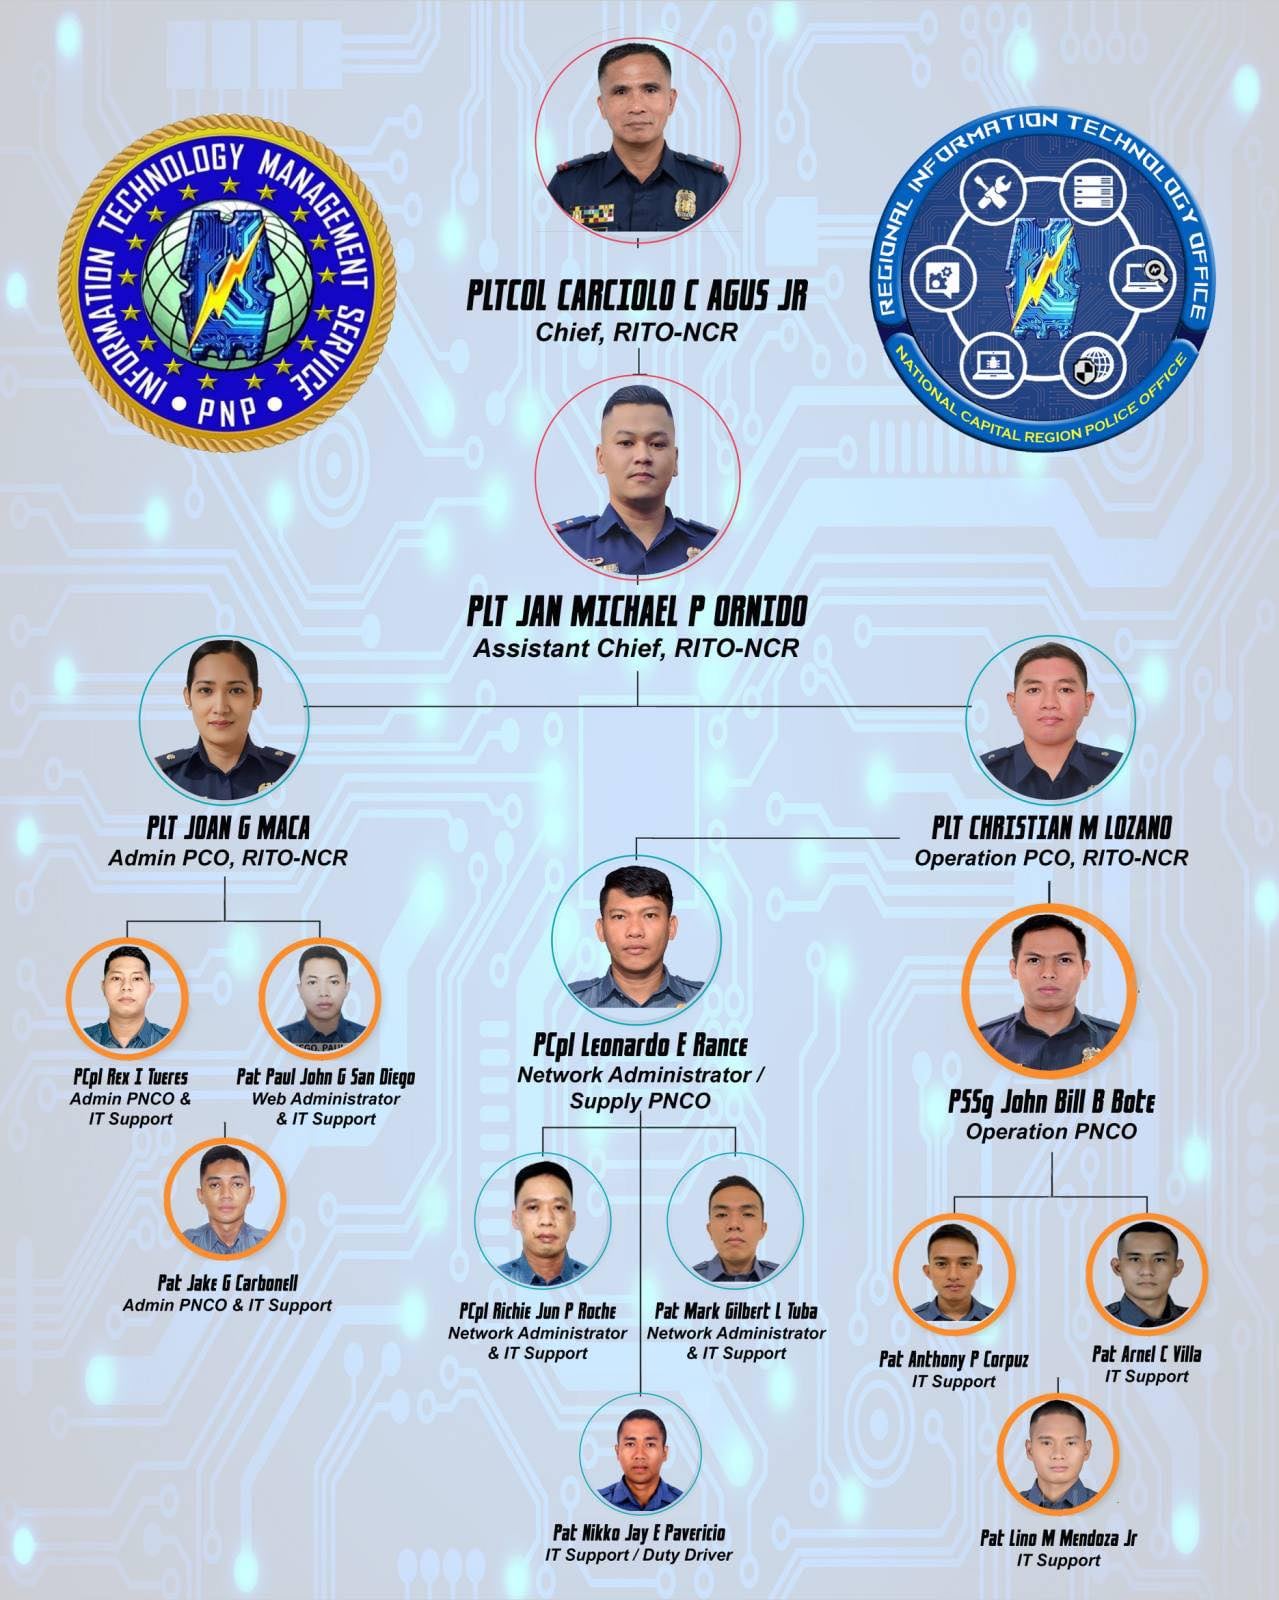 INFORMATION TECHNOLOGY MANAGEMENT SERVICE
• PNP •
REGIONAL INFORMATION TECHNOLOGY OFFICE
NATIONAL CAPITAL REGION POLICE OFFICE
PLTCOL CARCIOLO C AGUS JR
Chief, RITO-NCR
PLT JAN MICHAEL P ORNIDO
Assistant Chief, RITO-NCR
PLT JOAN G MACA
Admin PCO, RITO-NCR
PLT CHRISTIAN M LOZANO
Operation PCO, RITO-NCR
PCpl Rex I Tueres
Admin PNCO &
IT Support
Pat Paul John G San Diego
Web Administrator
& IT Support
Pat Jake G Carbonell
Admin PNCO & IT Support
PCpl Leonardo E Rance
Network Administrator /
Supply PNCO
PCpl Richie Jun P Roche
Network Administrator
& IT Support
Pat Mark Gilbert L Tuba
Network Administrator
& IT Support
Pat Nikko Jay E Pavericio
IT Support / Duty Driver
PSSg John Bill B Bote
Operation PNCO
Pat Anthony P Corpuz
IT Support
Pat Arnel C Villa
IT Support
Pat Lino M Mendoza Jr
IT Support